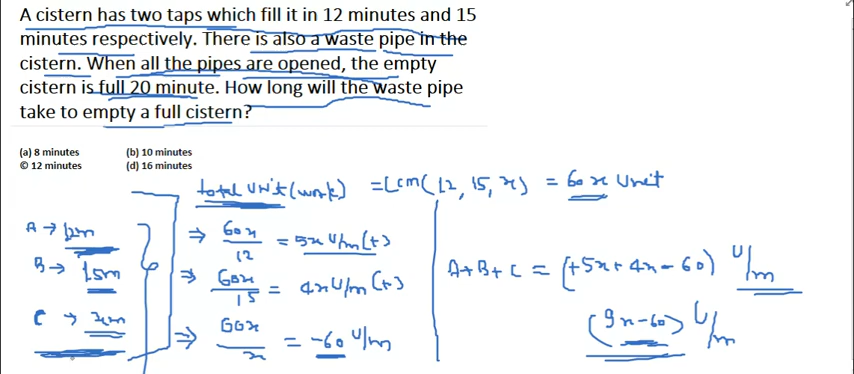 A cistern has two taps which fill it in 12 minutes and 15
minutes respectively. There is also a waste pipe in the
cistern. When all the pipes are opened, the empty
cistern is full 20 minute. How long will the waste pipe
take to empty a full cistern?
(a) 8 minutes (b) 10 minutes
© 12 minutes (d) 16 minutes
total unit (work) = Lcm(12, 15, x) = 60x Unit
A → 12m
B → 15m
C → xm
⇒ 60x/12 = 5x U/m (+)
⇒ 60x/15 = 4x U/m (+)
⇒ 60x/x = -60 U/m
A+B+C = (+5x+4x-60) U/m
(9x-60) U/m